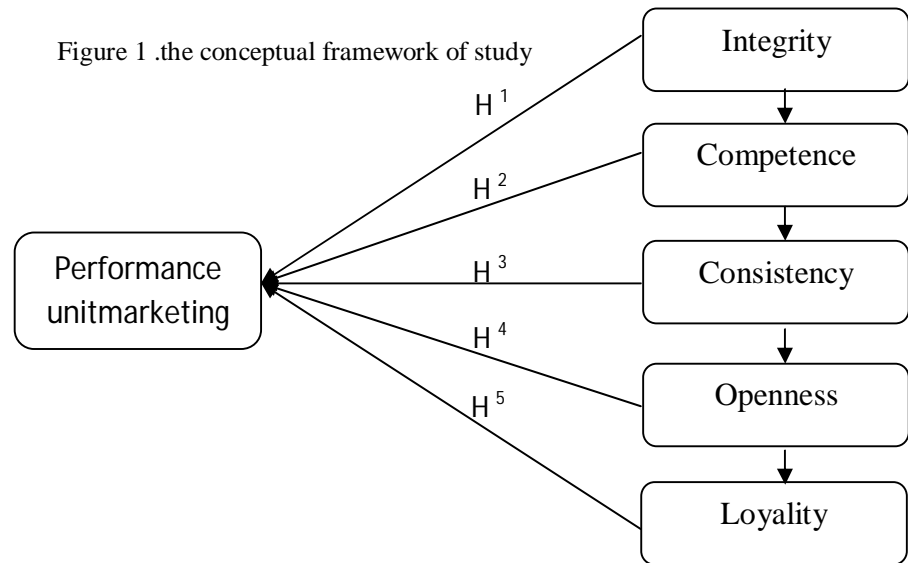 Figure 1 .the conceptual framework of study
Integrity
H 1
Competence
H 2
Performance
unitmarketing
Consistency
H 3
H 4
Openness
H 5
Loyality